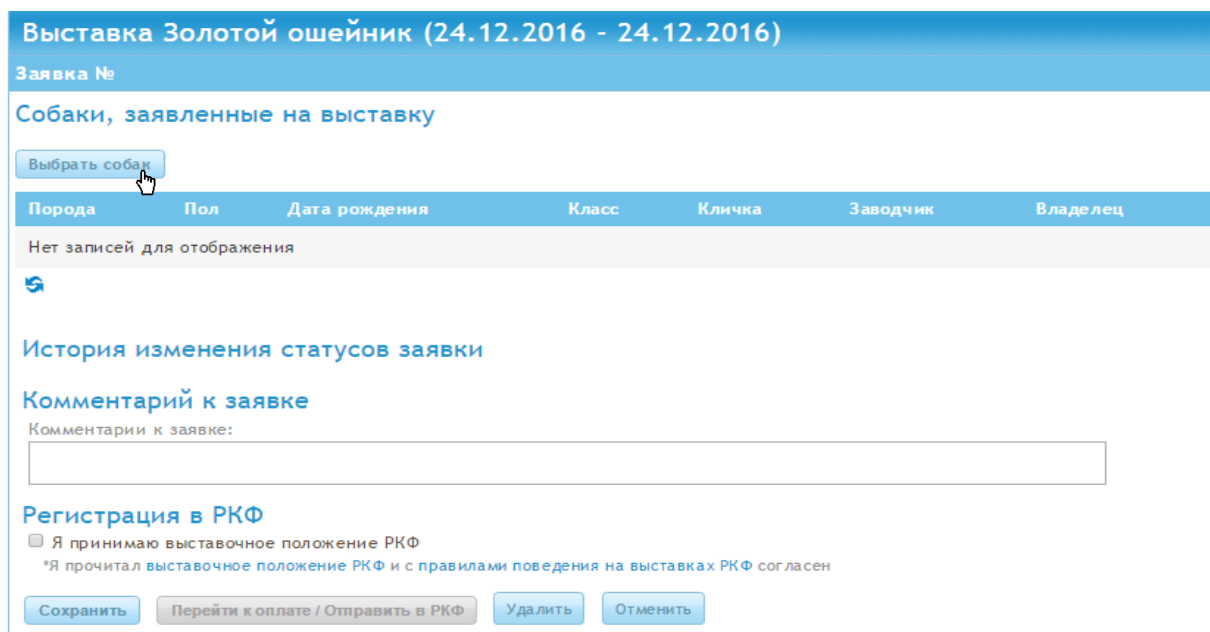 Выставка Золотой ошейник (24.12.2016 - 24.12.2016)
Заявка №
Собаки, заявленные на выставку
Выбрать собак
Порода Пол Дата рождения Класс Кличка Заводчик Владелец
Нет записей для отображения
История изменения статусов заявки
Комментарий к заявке
Комментарии к заявке:
Регистрация в РКФ
Я принимаю выставочное положение РКФ
*Я прочитал выставочное положение РКФ и с правилами поведения на выставках РКФ согласен
Сохранить Перейти к оплате / Отправить в РКФ Удалить Отменить